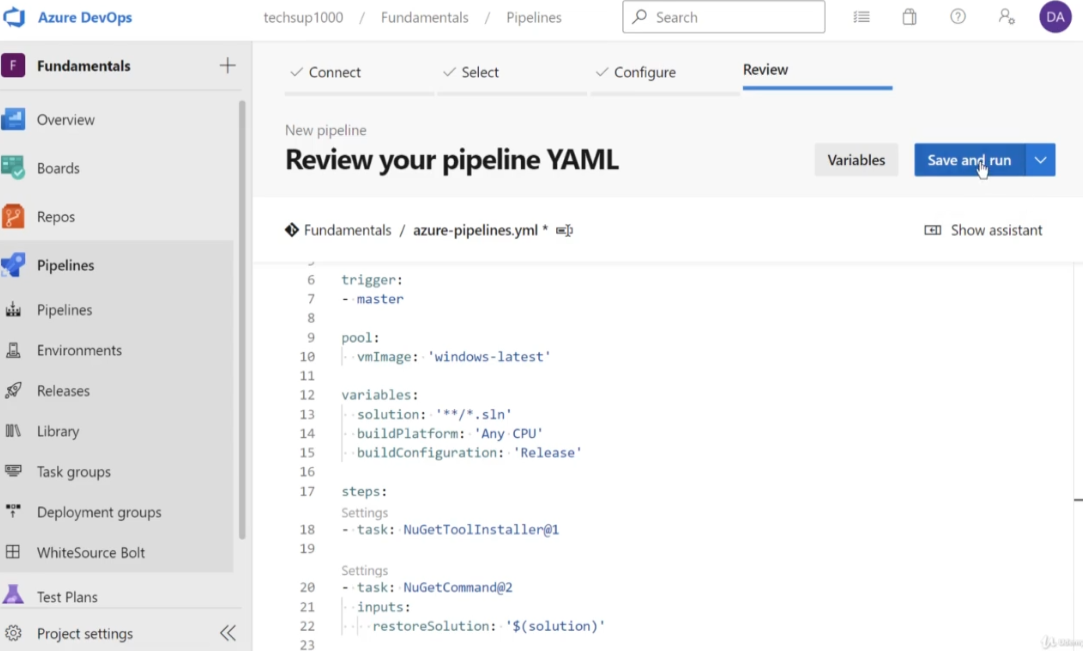 Azure DevOps
techsup1000 / Fundamentals / Pipelines
Search
DA
F Fundamentals
Overview
Boards
Repos
Pipelines
Pipelines
Environments
Releases
Library
Task groups
Deployment groups
WhiteSource Bolt
Test Plans
Project settings
Connect
Select
Configure
Review
New pipeline
Review your pipeline YAML
Variables
Save and run
Fundamentals / azure-pipelines.yml *
Show assistant
6 trigger:
7 - master
8
9 pool:
10 vmImage: 'windows-latest'
11
12 variables:
13 solution: '**/*.sln'
14 buildPlatform: 'Any CPU'
15 buildConfiguration: 'Release'
16
17 steps:
Settings
18 - task: NuGetToolInstaller@1
19
Settings
20 - task: NuGetCommand@2
21 inputs:
22 restoreSolution: '$(solution)'
23